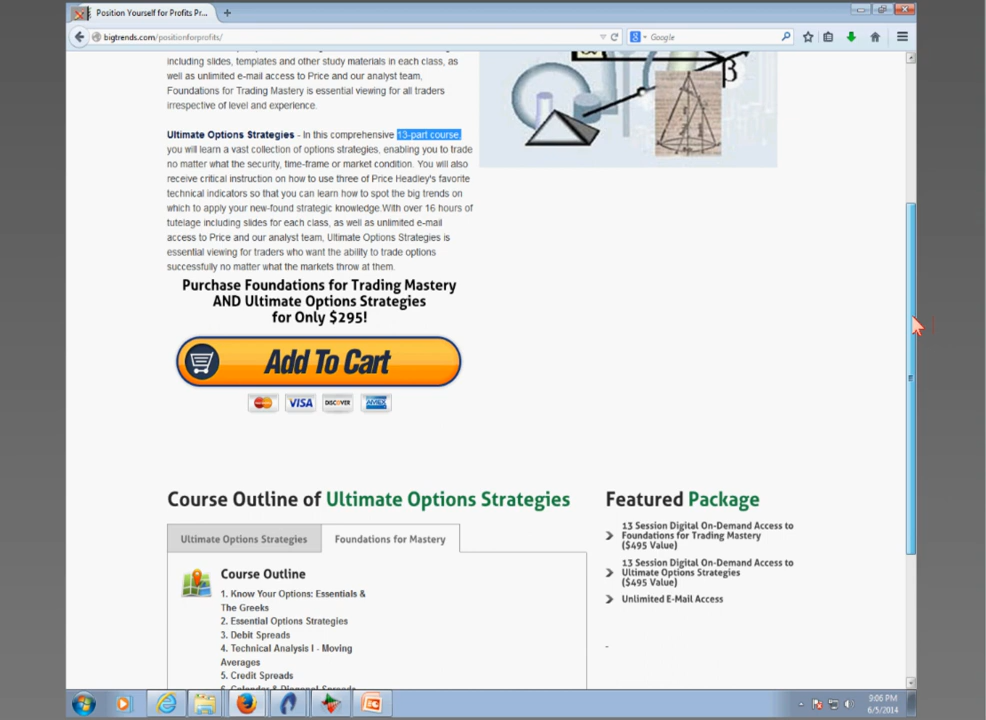 Position Yourself for Profits Pr...
bigtrends.com/positionforprofits/
Google
including slides, templates and other study materials in each class, as
well as unlimited e-mail access to Price and our analyst team,
Foundations for Trading Mastery is essential viewing for all traders
irrespective of level and experience.
Ultimate Options Strategies - In this comprehensive 13-part course,
you will learn a vast collection of options strategies, enabling you to trade
no matter what the security, time-frame or market condition. You will also
receive critical instruction on how to use three of Price Headley's favorite
technical indicators so that you can learn how to spot the big trends on
which to apply your new-found strategic knowledge.With over 16 hours of
tutelage including slides for each class, as well as unlimited e-mail
access to Price and our analyst team, Ultimate Options Strategies is
essential viewing for traders who want the ability to trade options
successfully no matter what the markets throw at them.
β
Purchase Foundations for Trading Mastery
AND Ultimate Options Strategies
for Only $295!
Add To Cart
VISA
DISCOVER
AMEX
Course Outline of Ultimate Options Strategies
Ultimate Options Strategies
Foundations for Mastery
Course Outline
1. Know Your Options: Essentials &
The Greeks
2. Essential Options Strategies
3. Debit Spreads
4. Technical Analysis I - Moving
Averages
5. Credit Spreads
6. Calendar & Diagonal Spreads
Featured Package
13 Session Digital On-Demand Access to
Foundations for Trading Mastery
($495 Value)
13 Session Digital On-Demand Access to
Ultimate Options Strategies
($495 Value)
Unlimited E-Mail Access
-
9:06 PM
6/5/2014